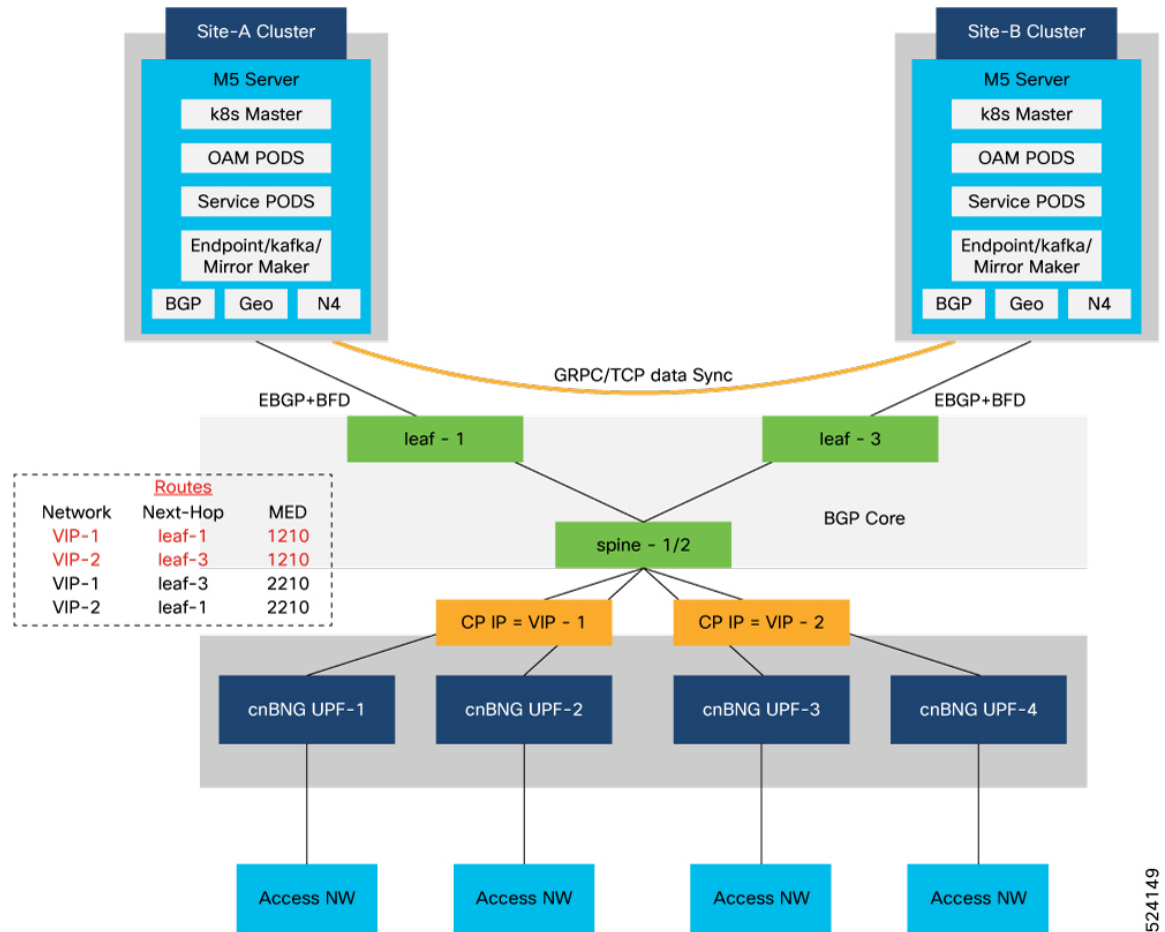 Site-A Cluster
Site-B Cluster
M5 Server
k8s Master
OAM PODS
Service PODS
Endpoint/kafka/
Mirror Maker
BGP Geo N4
M5 Server
k8s Master
OAM PODS
Service PODS
Endpoint/kafka/
Mirror Maker
BGP Geo N4
GRPC/TCP data Sync
EBGP+BFD
EBGP+BFD
leaf - 1
leaf - 3
Routes
Network Next-Hop MED
VIP-1 leaf-1 1210
VIP-2 leaf-3 1210
VIP-1 leaf-3 2210
VIP-2 leaf-1 2210
BGP Core
spine - 1/2
CP IP = VIP - 1
CP IP = VIP - 2
cnBNG UPF-1
cnBNG UPF-2
cnBNG UPF-3
cnBNG UPF-4
Access NW
Access NW
Access NW
Access NW
524149